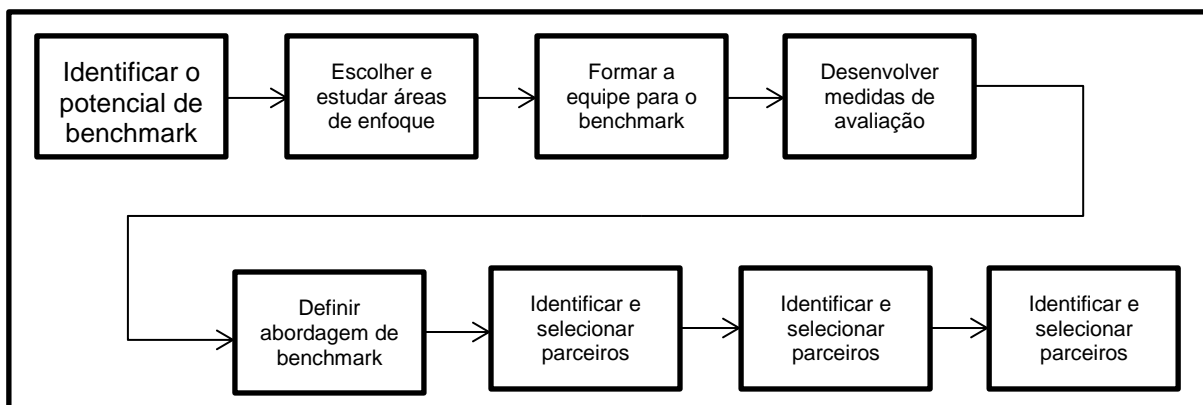 Identificar o
potencial de
benchmark
Escolher e
estudar áreas
de enfoque
Formar a
equipe para o
benchmark
Desenvolver
medidas de
avaliação
Definir
abordagem de
benchmark
Identificar e
selecionar
parceiros
Identificar e
selecionar
parceiros
Identificar e
selecionar
parceiros